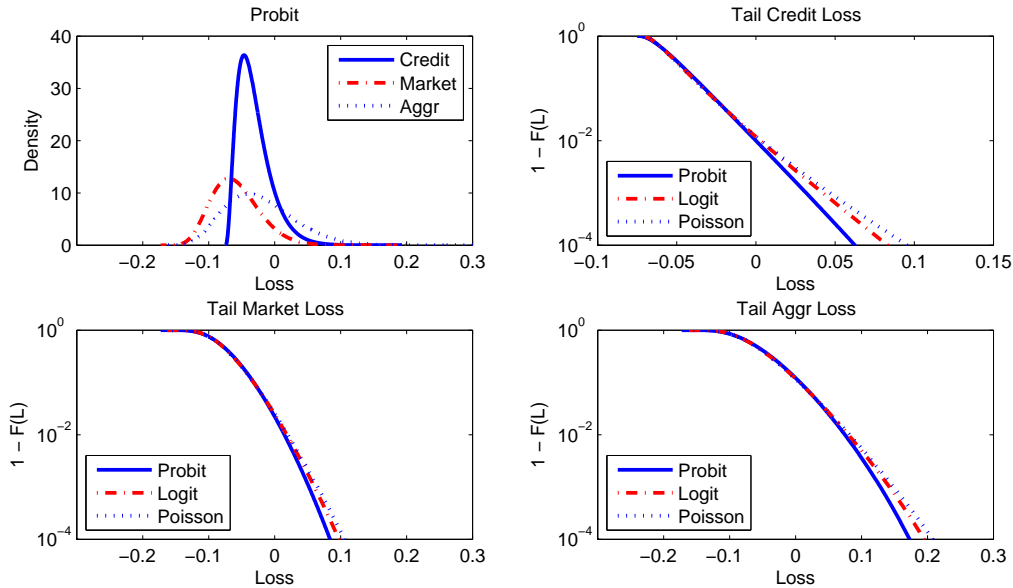 Probit
Density
40
30
20
10
0
−0.2
−0.1
0
0.1
0.2
0.3
Loss
Credit
Market
Aggr
Tail Credit Loss
1 − F(L)
10^0
10^−2
10^−4
−0.1
−0.05
0
0.05
0.1
0.15
Loss
Probit
Logit
Poisson
Tail Market Loss
1 − F(L)
10^0
10^−2
10^−4
−0.2
−0.1
0
0.1
0.2
0.3
Loss
Probit
Logit
Poisson
Tail Aggr Loss
1 − F(L)
10^0
10^−2
10^−4
−0.2
−0.1
0
0.1
0.2
0.3
Loss
Probit
Logit
Poisson